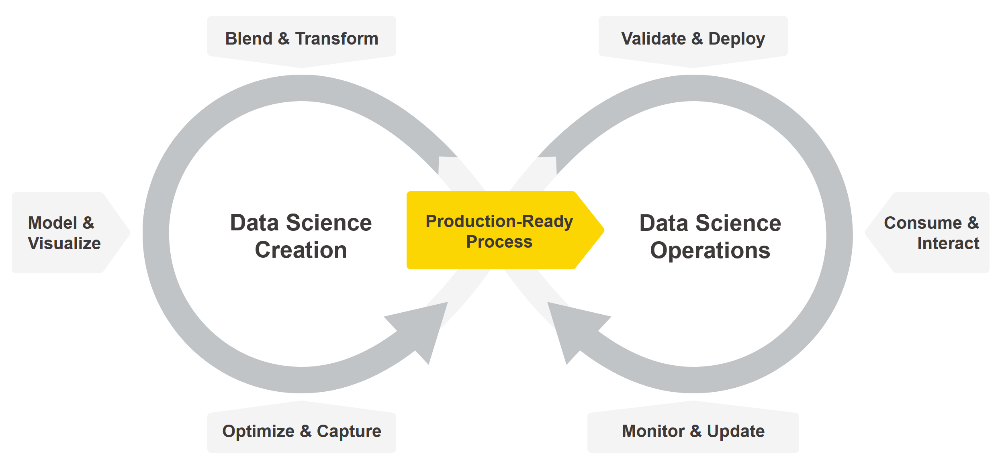 Blend & Transform
Validate & Deploy
Model &
Visualize
Data Science
Creation
Production-Ready
Process
Data Science
Operations
Consume &
Interact
Optimize & Capture
Monitor & Update